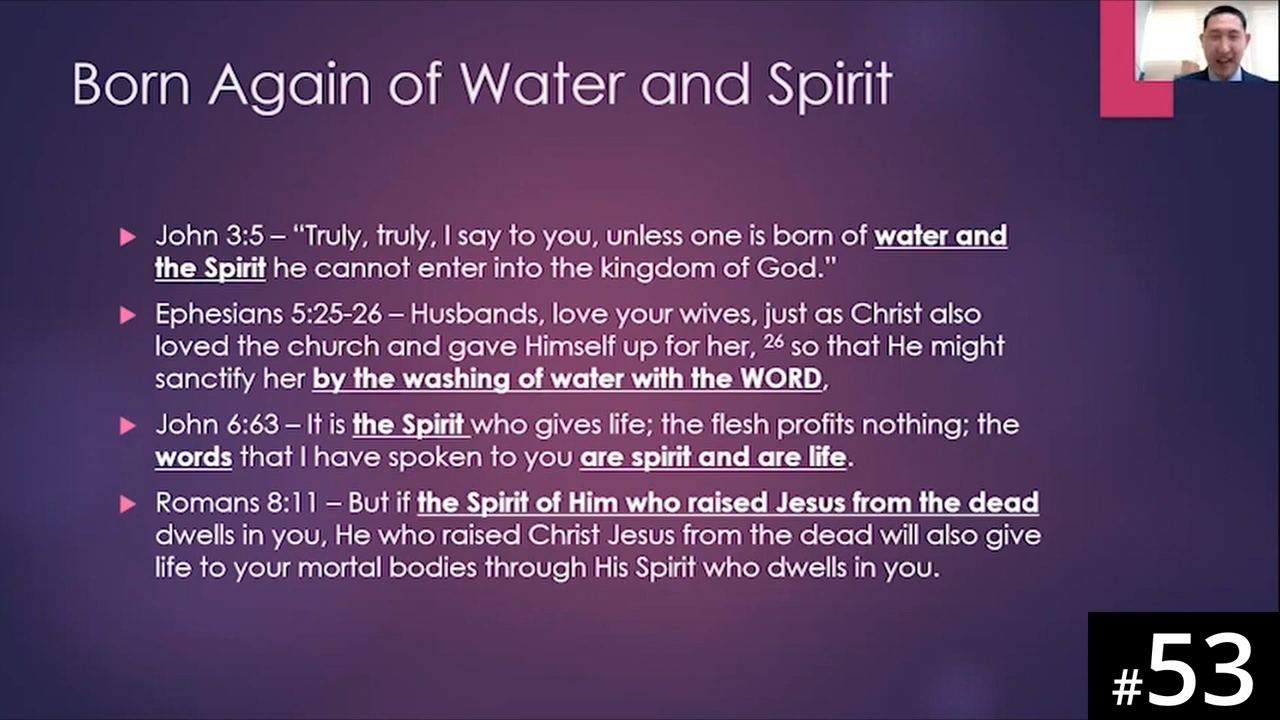 Born Again of Water and Spirit
John 3:5 – “Truly, truly, I say to you, unless one is born of water and
the Spirit he cannot enter into the kingdom of God.”
Ephesians 5:25-26 – Husbands, love your wives, just as Christ also
loved the church and gave Himself up for her, 26 so that He might
sanctify her by the washing of water with the WORD,
John 6:63 – It is the Spirit who gives life; the flesh profits nothing; the
words that I have spoken to you are spirit and are life.
Romans 8:11 – But if the Spirit of Him who raised Jesus from the dead
dwells in you, He who raised Christ Jesus from the dead will also give
life to your mortal bodies through His Spirit who dwells in you.
#53